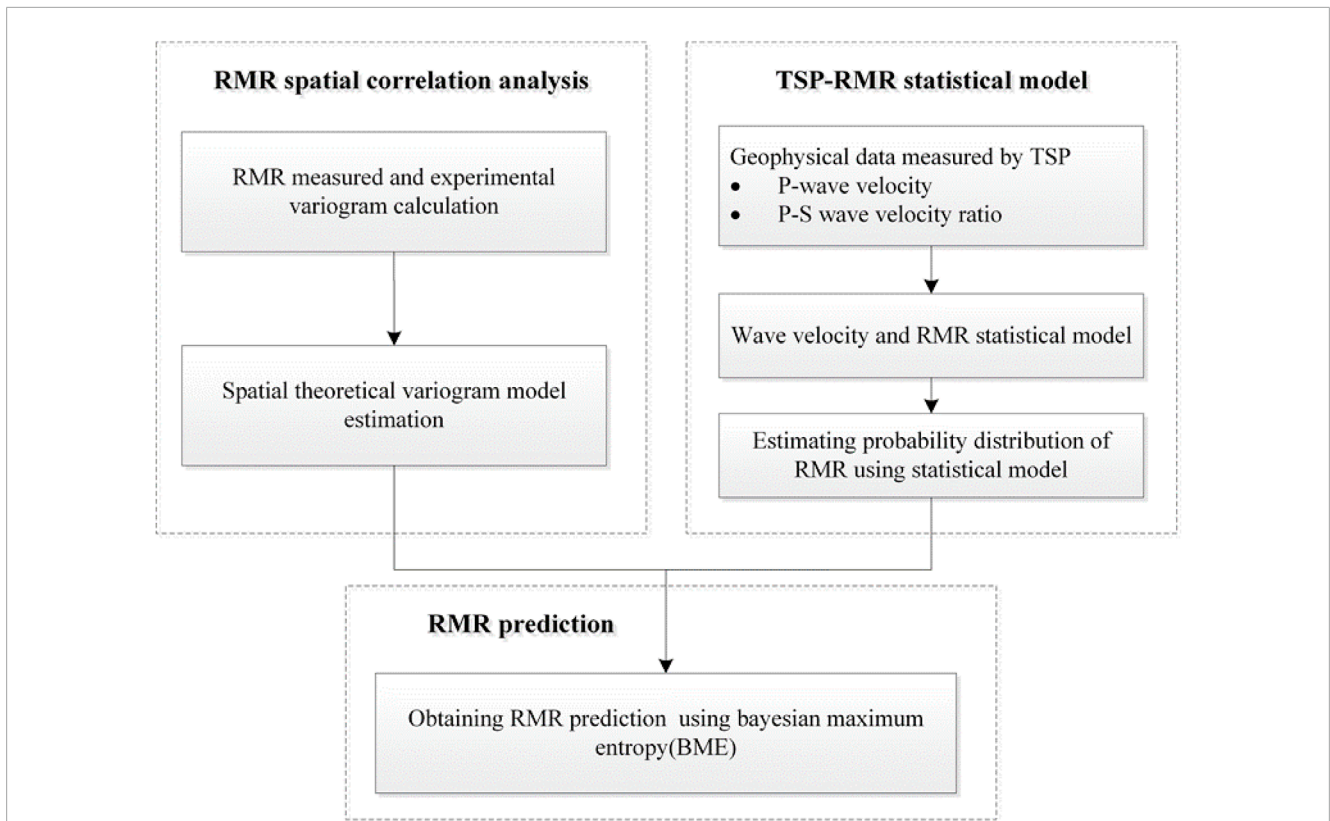 RMR spatial correlation analysis
RMR measured and experimental
variogram calculation
Spatial theoretical variogram model
estimation
TSP-RMR statistical model
Geophysical data measured by TSP
• P-wave velocity
• P-S wave velocity ratio
Wave velocity and RMR statistical model
Estimating probability distribution of
RMR using statistical model
RMR prediction
Obtaining RMR prediction using bayesian maximum
entropy(BME)